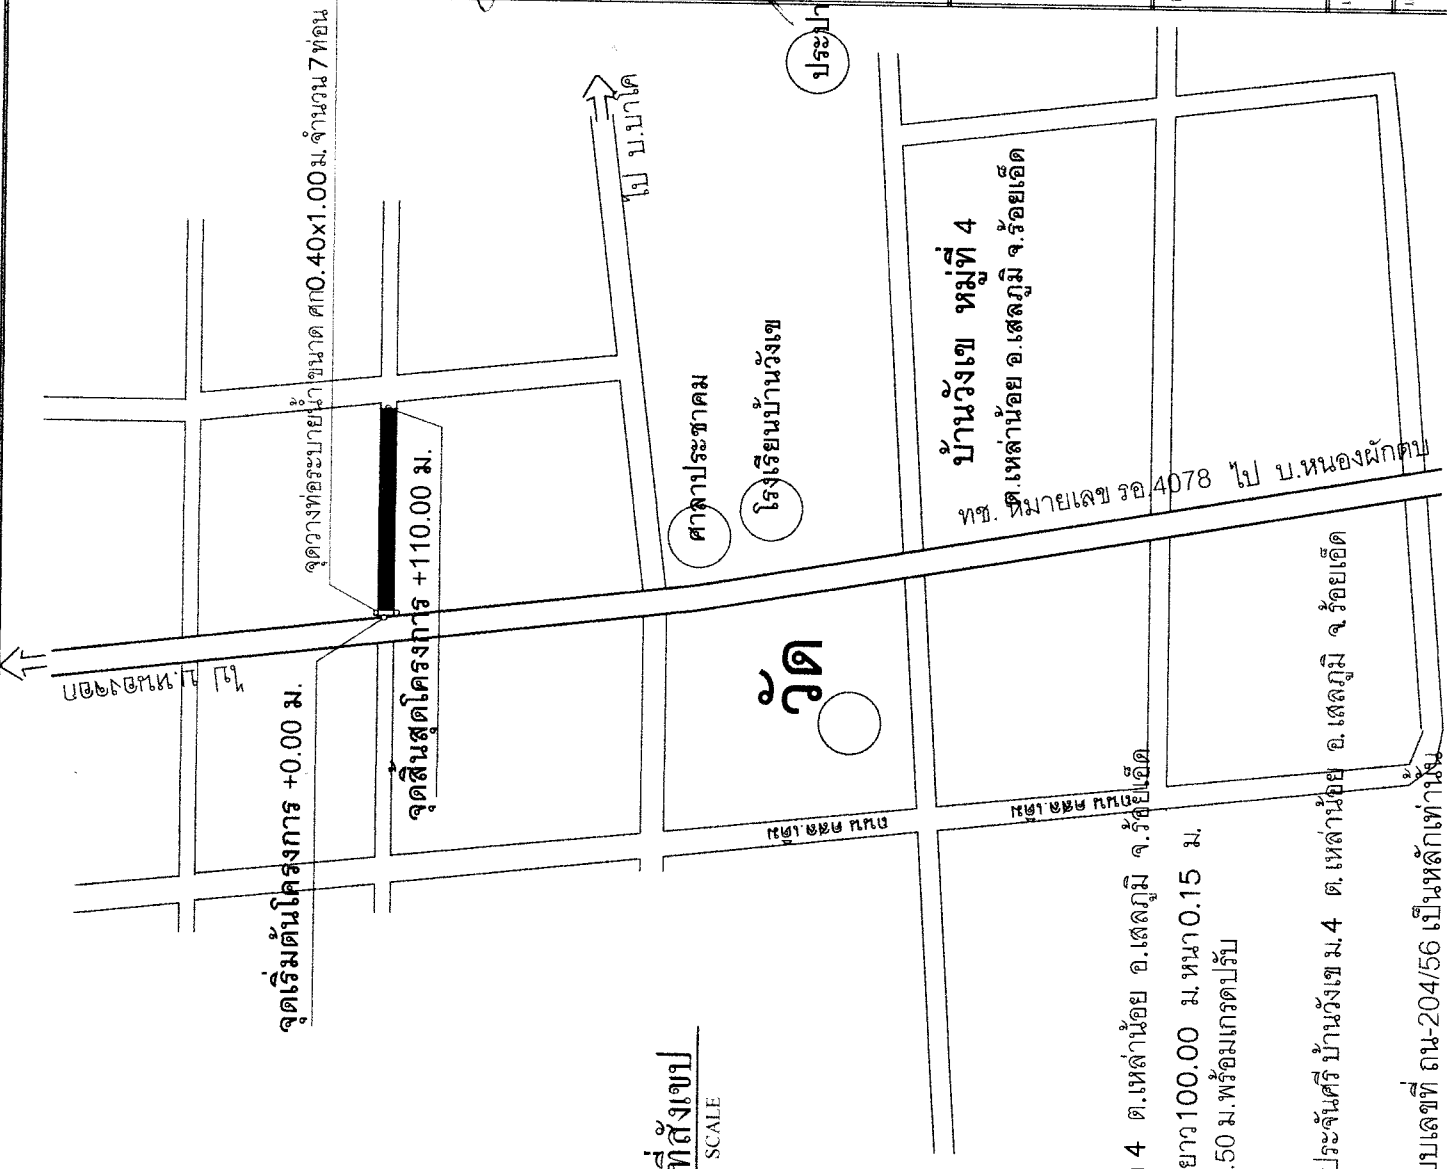 จุดวางท่อระบายน้ำ ขนาด ศก0.40x1.00 ม. จำนวน 7 ท่อน
ไป บ.หนองจอก
จุดเริ่มต้นโครงการ +0.00 ม.
จุดสิ้นสุดโครงการ +110.00 ม.
ไป บ.บาโค
ศาลาประชาคม
โรงเรียนบ้านวังเข
ประปา
วัด
ถนน คสล.เดิม
ถนน คสล.เดิม
บ้านวังเข หมู่ที่ 4
ต.เหล่าน้อย อ.เสลภูมิ จ.ร้อยเอ็ด
ทช. หมายเลข รอ.4078 ไป บ.หนองผักตบ
ที่สังเขป
SCALE
4 ต.เหล่าน้อย อ.เสลภูมิ จ.ร้อยเอ็ด
ยาว 100.00 ม. หนา 0.15 ม.
.50 ม.พร้อมเกรดปรับ
ประจันศรี บ้านวังเข ม.4 ต.เหล่าน้อย อ.เสลภูมิ จ.ร้อยเอ็ด
บบเลขที่ ถน-204/56 เป็นหลักเท่านั้น